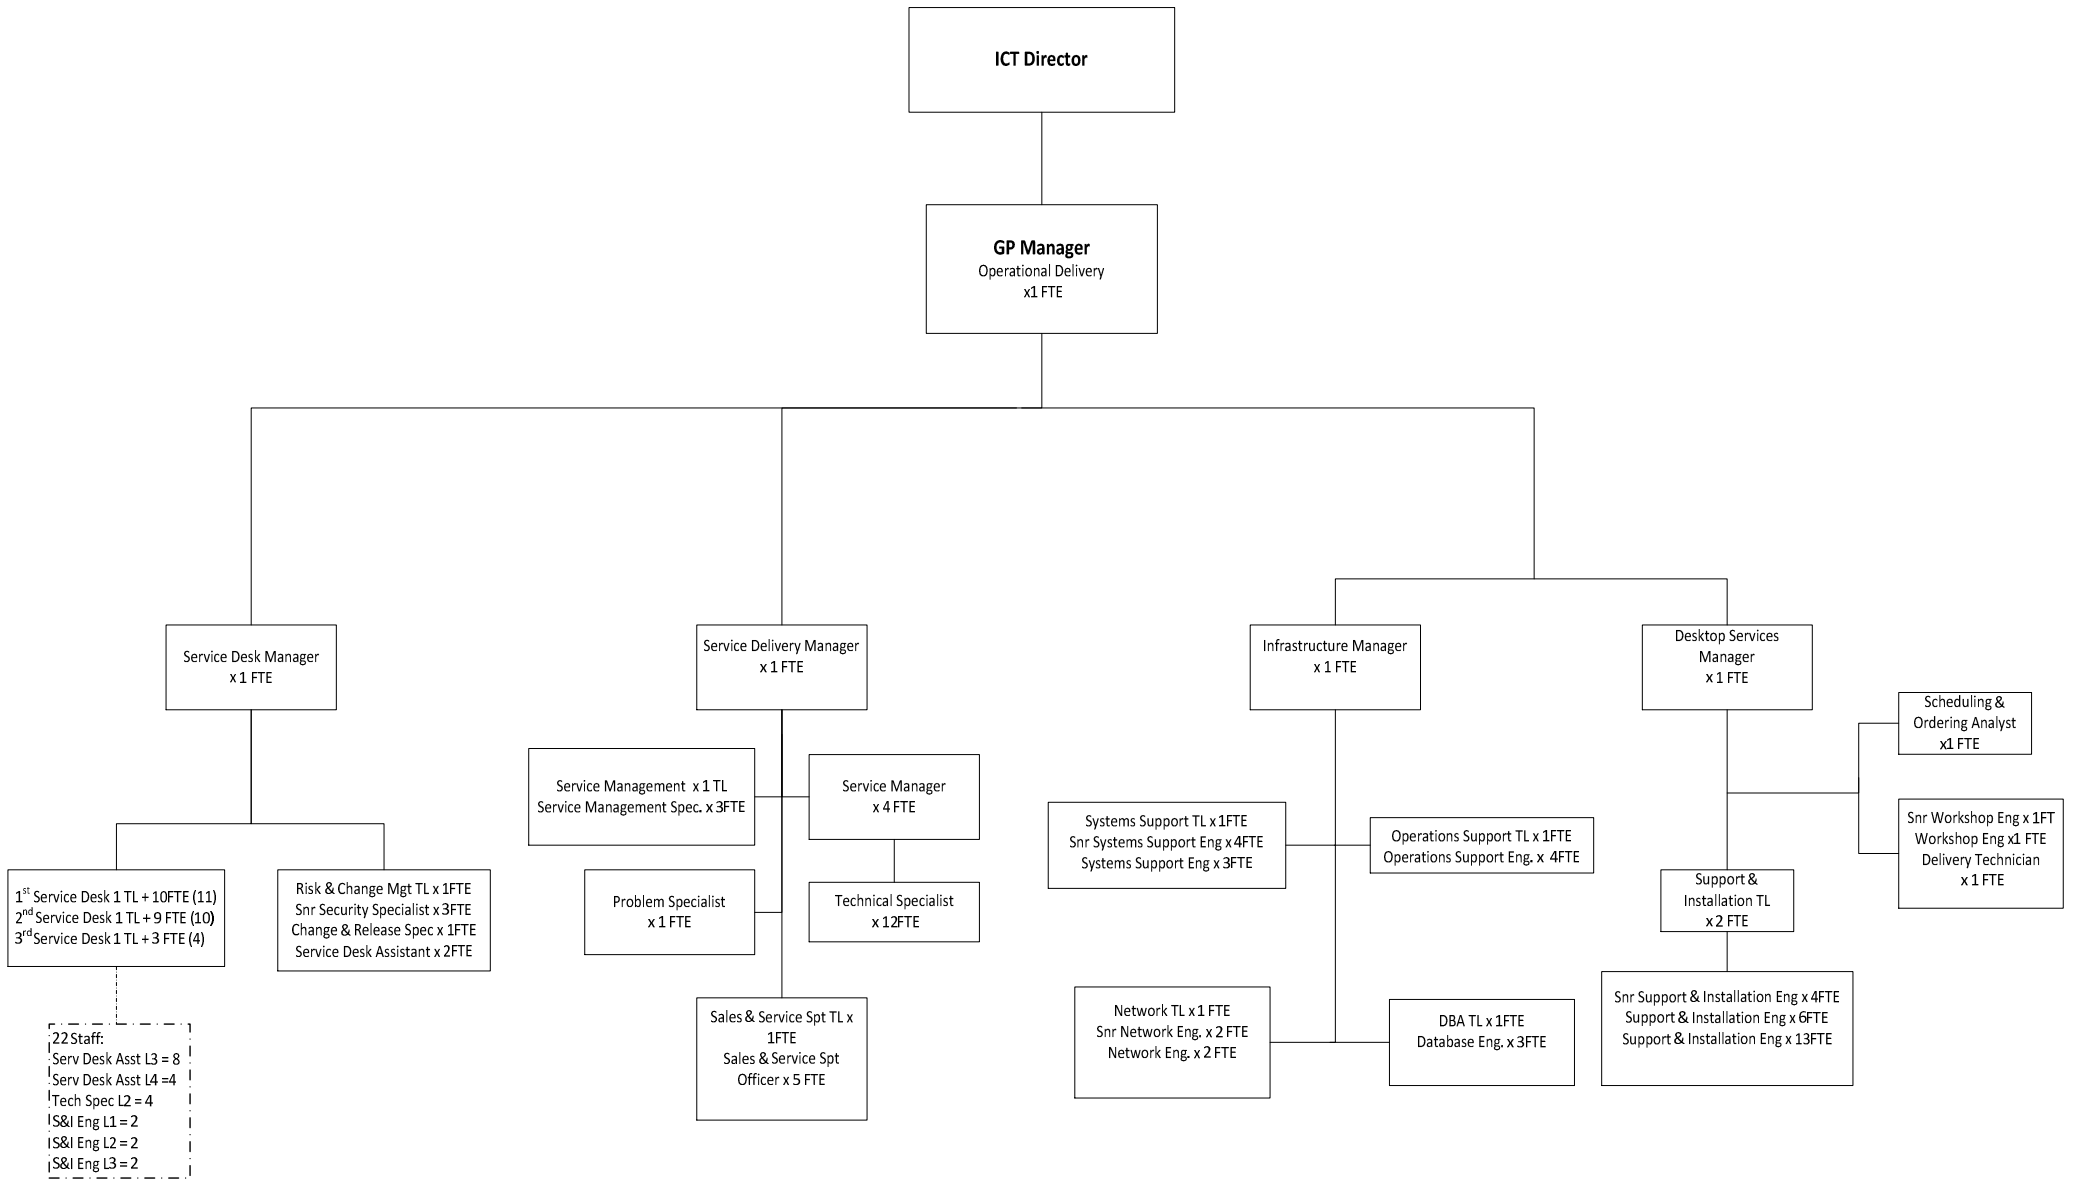 ICT Director
GP Manager
Operational Delivery
x1 FTE
Service Desk Manager
x 1 FTE
Service Delivery Manager
x 1 FTE
Infrastructure Manager
x 1 FTE
Desktop Services
Manager
x 1 FTE
Scheduling &
Ordering Analyst
x1 FTE
Service Management x 1 TL
Service Management Spec. x 3FTE
Service Manager
x 4 FTE
Systems Support TL x 1FTE
Snr Systems Support Eng x 4FTE
Systems Support Eng x 3FTE
Operations Support TL x 1FTE
Operations Support Eng. x 4FTE
Snr Workshop Eng x 1FT
Workshop Eng x1 FTE
Delivery Technician
x 1 FTE
1st Service Desk 1 TL + 10FTE (11)
2nd Service Desk 1 TL + 9 FTE (10)
3rd Service Desk 1 TL + 3 FTE (4)
Risk & Change Mgt TL x 1FTE
Snr Security Specialist x 3FTE
Change & Release Spec x 1FTE
Service Desk Assistant x 2FTE
Problem Specialist
x 1 FTE
Technical Specialist
x 12FTE
Support &
Installation TL
x 2 FTE
Sales & Service Spt TL x
1FTE
Sales & Service Spt
Officer x 5 FTE
Network TL x 1 FTE
Snr Network Eng. x 2 FTE
Network Eng. x 2 FTE
DBA TL x 1FTE
Database Eng. x 3FTE
Snr Support & Installation Eng x 4FTE
Support & Installation Eng x 6FTE
Support & Installation Eng x 13FTE
22 Staff:
Serv Desk Asst L3 = 8
Serv Desk Asst L4 =4
Tech Spec L2 = 4
S&I Eng L1 = 2
S&I Eng L2 = 2
S&I Eng L3 = 2